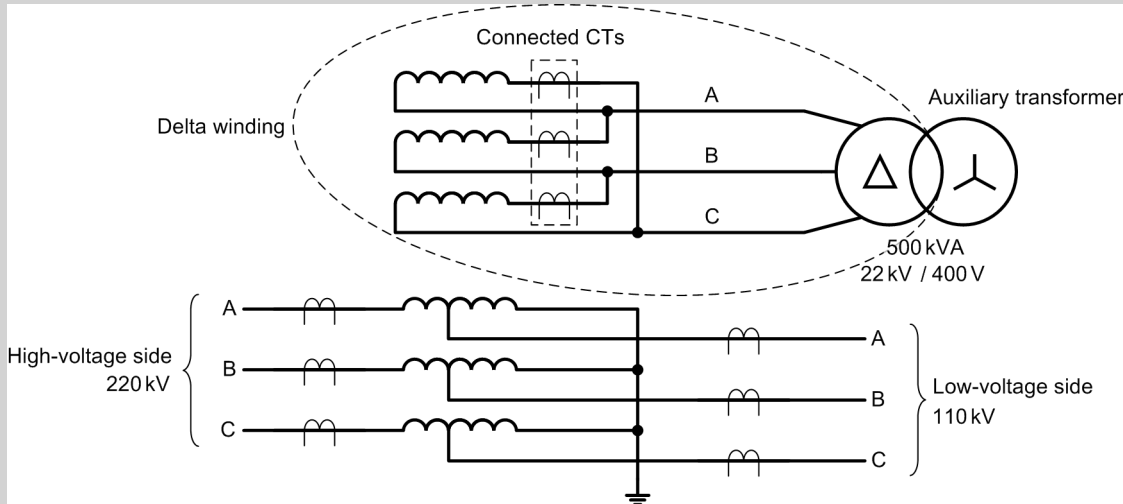 Connected CTs
Delta winding
A
B
C
Auxiliary transformer
500 kVA
22 kV / 400 V
High-voltage side
220 kV
A
B
C
A
B
C
Low-voltage side
110 kV